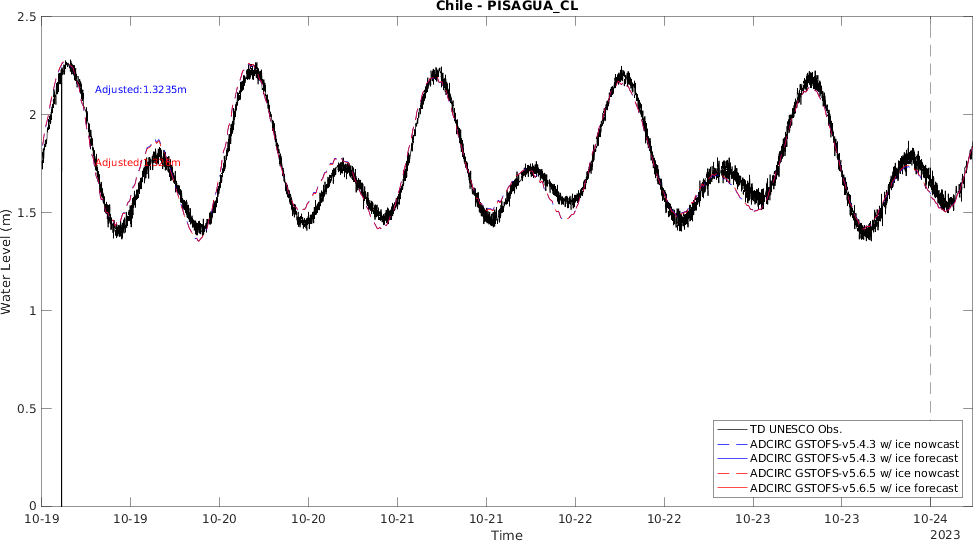 Chile - PISAGUA_CL
2.5
2
1.5
1
0.5
0
Water Level (m)
Adjusted:1.3235m
TD UNESCO Obs.
ADCIRC GSTOFS-v5.4.3 w/ ice nowcast
ADCIRC GSTOFS-v5.4.3 w/ ice forecast
ADCIRC GSTOFS-v5.6.5 w/ ice nowcast
ADCIRC GSTOFS-v5.6.5 w/ ice forecast
10-19 10-19 10-20 10-20 10-21 10-21 10-22 10-22 10-23 10-23 10-24
Time
2023